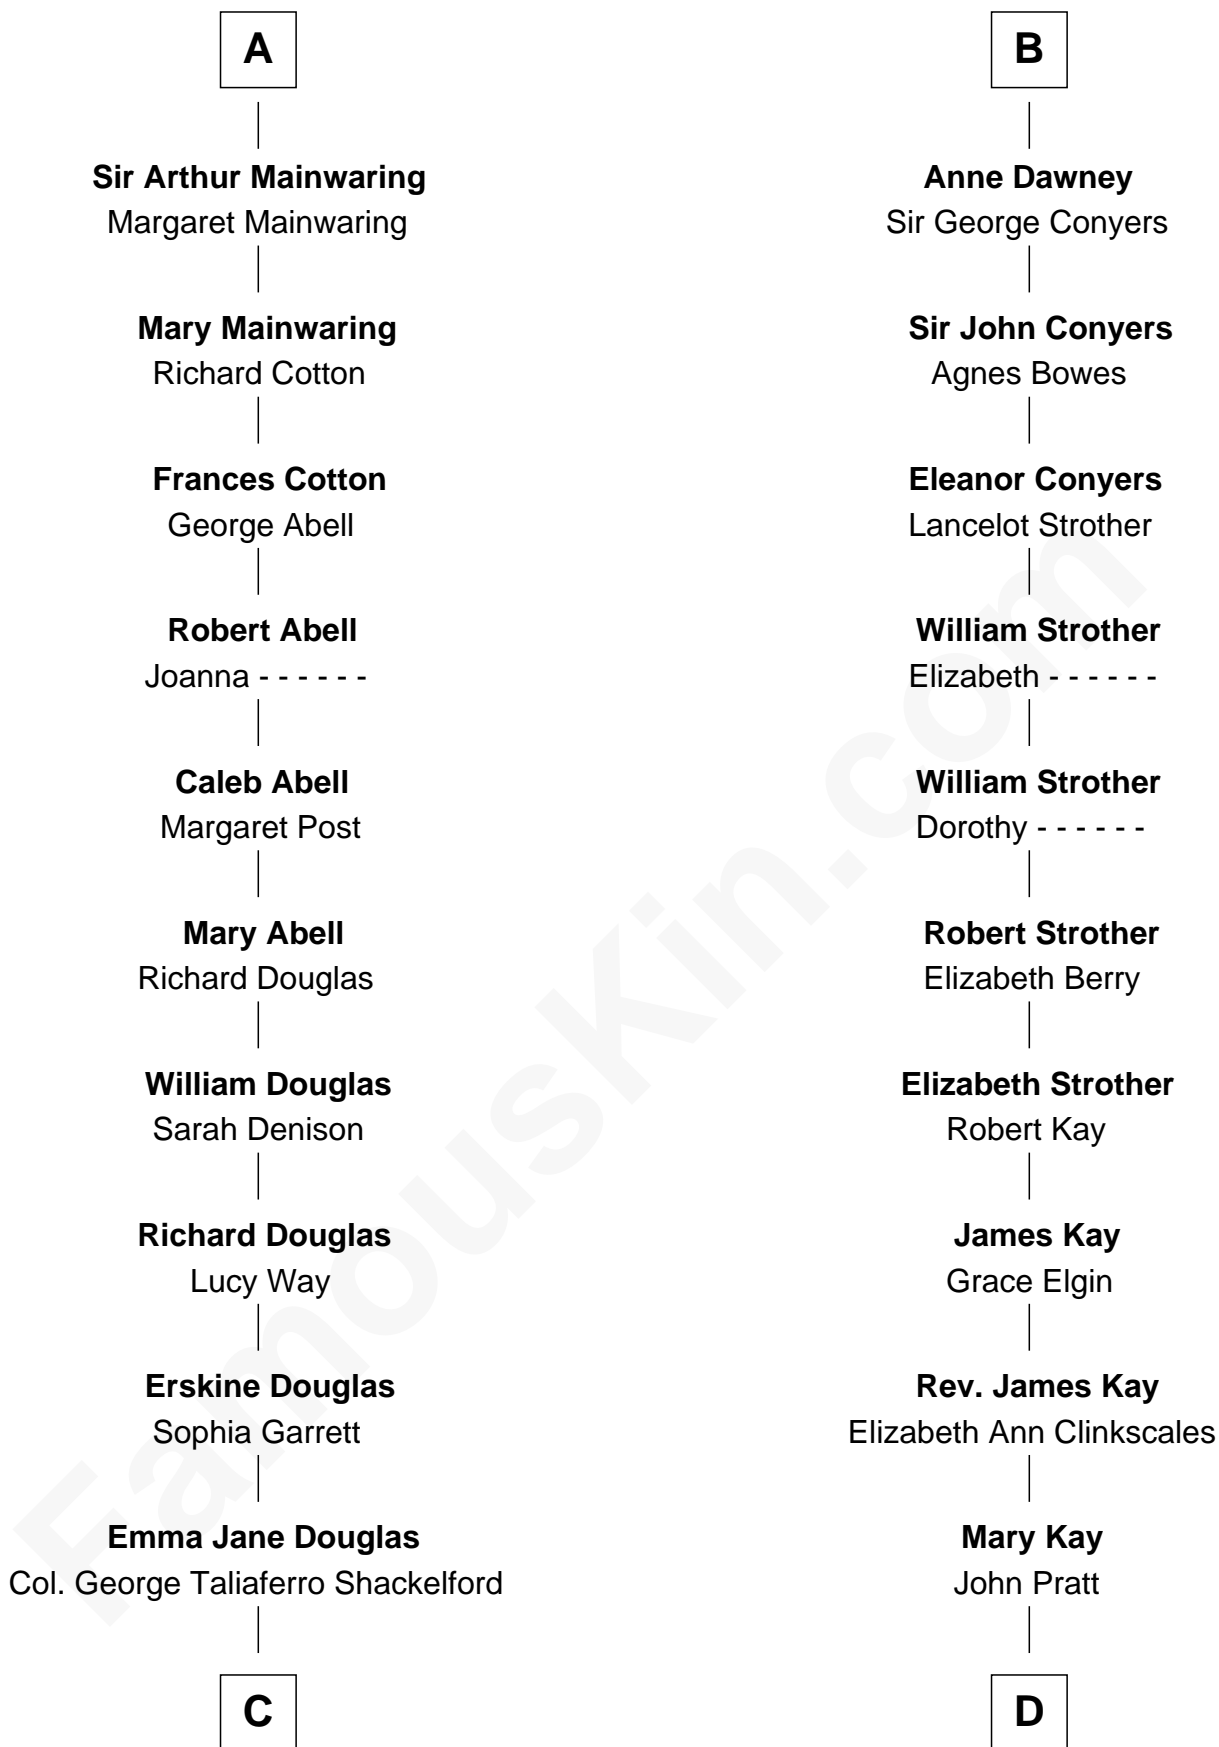 A
Sir Arthur Mainwaring
Margaret Mainwaring
Mary Mainwaring
Richard Cotton
Frances Cotton
George Abell
Robert Abell
Joanna - - - - - -
Caleb Abell
Margaret Post
Mary Abell
Richard Douglas
William Douglas
Sarah Denison
Richard Douglas
Lucy Way
Erskine Douglas
Sophia Garrett
Emma Jane Douglas
Col. George Taliaferro Shackelford
C
B
Anne Dawney
Sir George Conyers
Sir John Conyers
Agnes Bowes
Eleanor Conyers
Lancelot Strother
William Strother
Elizabeth - - - - - -
William Strother
Dorothy - - - - - -
Robert Strother
Elizabeth Berry
Elizabeth Strother
Robert Kay
James Kay
Grace Elgin
Rev. James Kay
Elizabeth Ann Clinkscales
Mary Kay
John Pratt
D
FamousKin.com